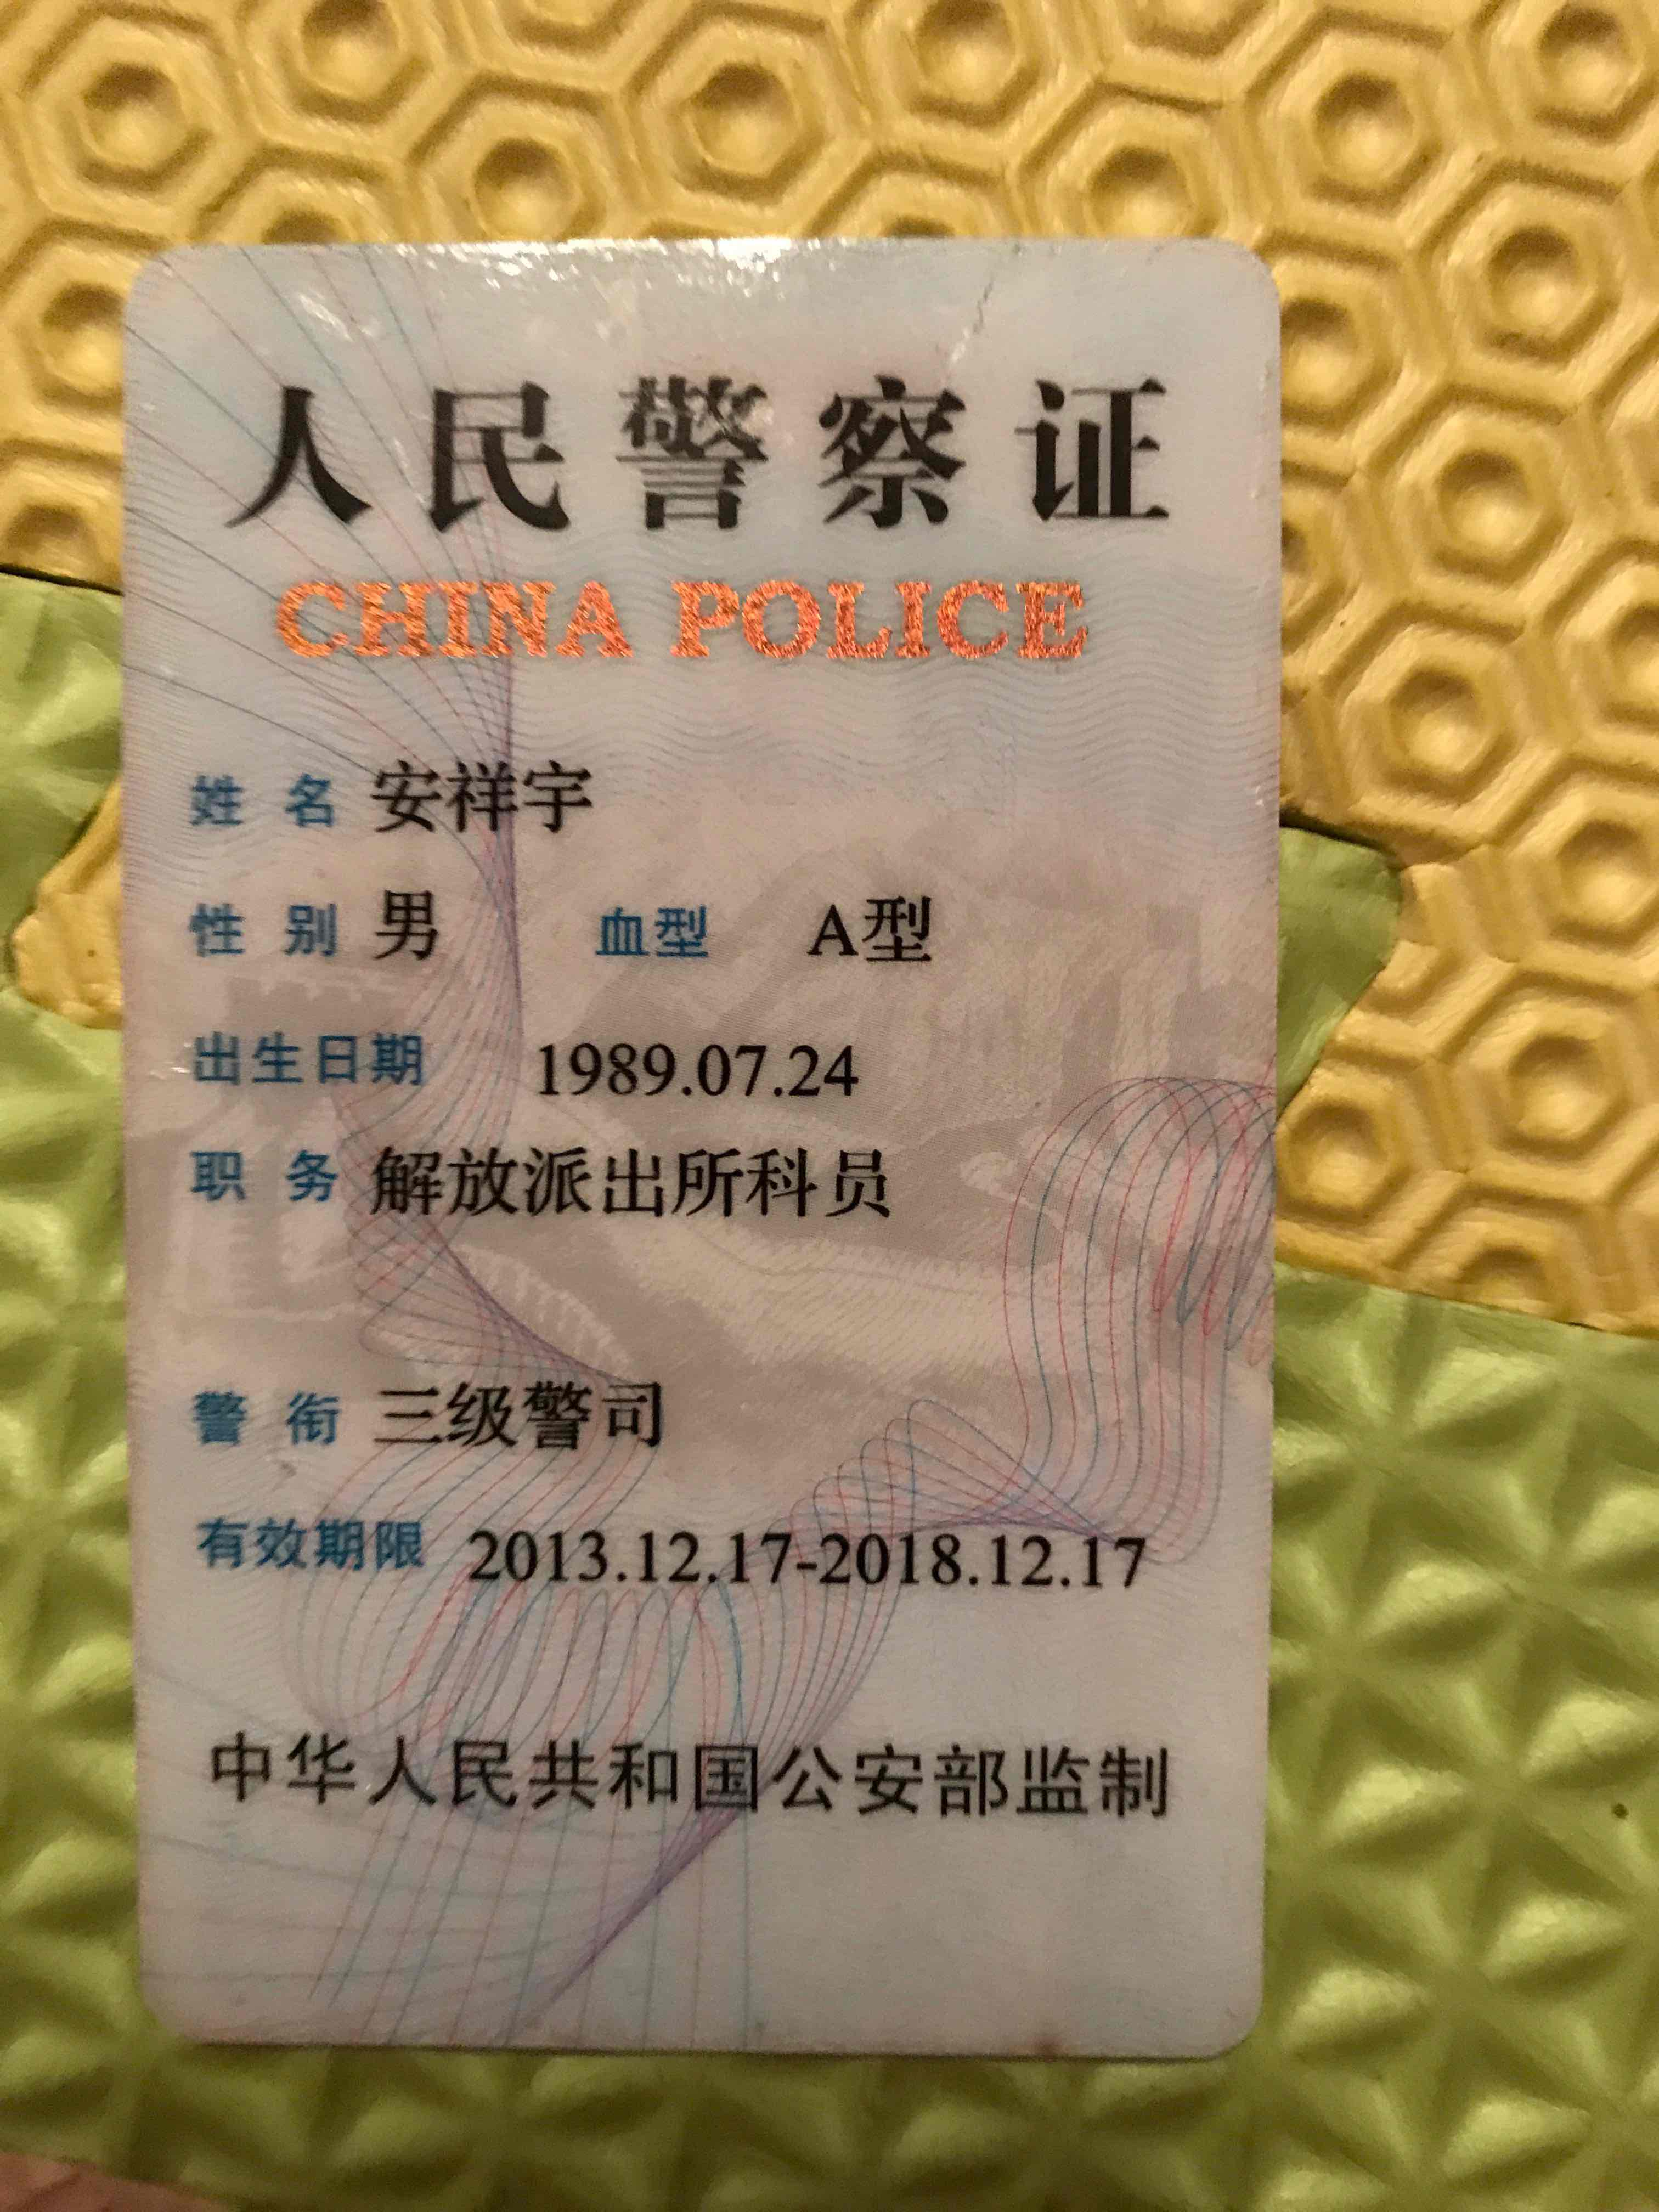 人民警察证
CHINA POLICE
姓名 安祥宇
性别 男 血型 A型
出生日期 1989.07.24
职务 解放派出所科员
警衔 三级警司
有效期限 2013.12.17-2018.12.17
中华人民共和国公安部监制